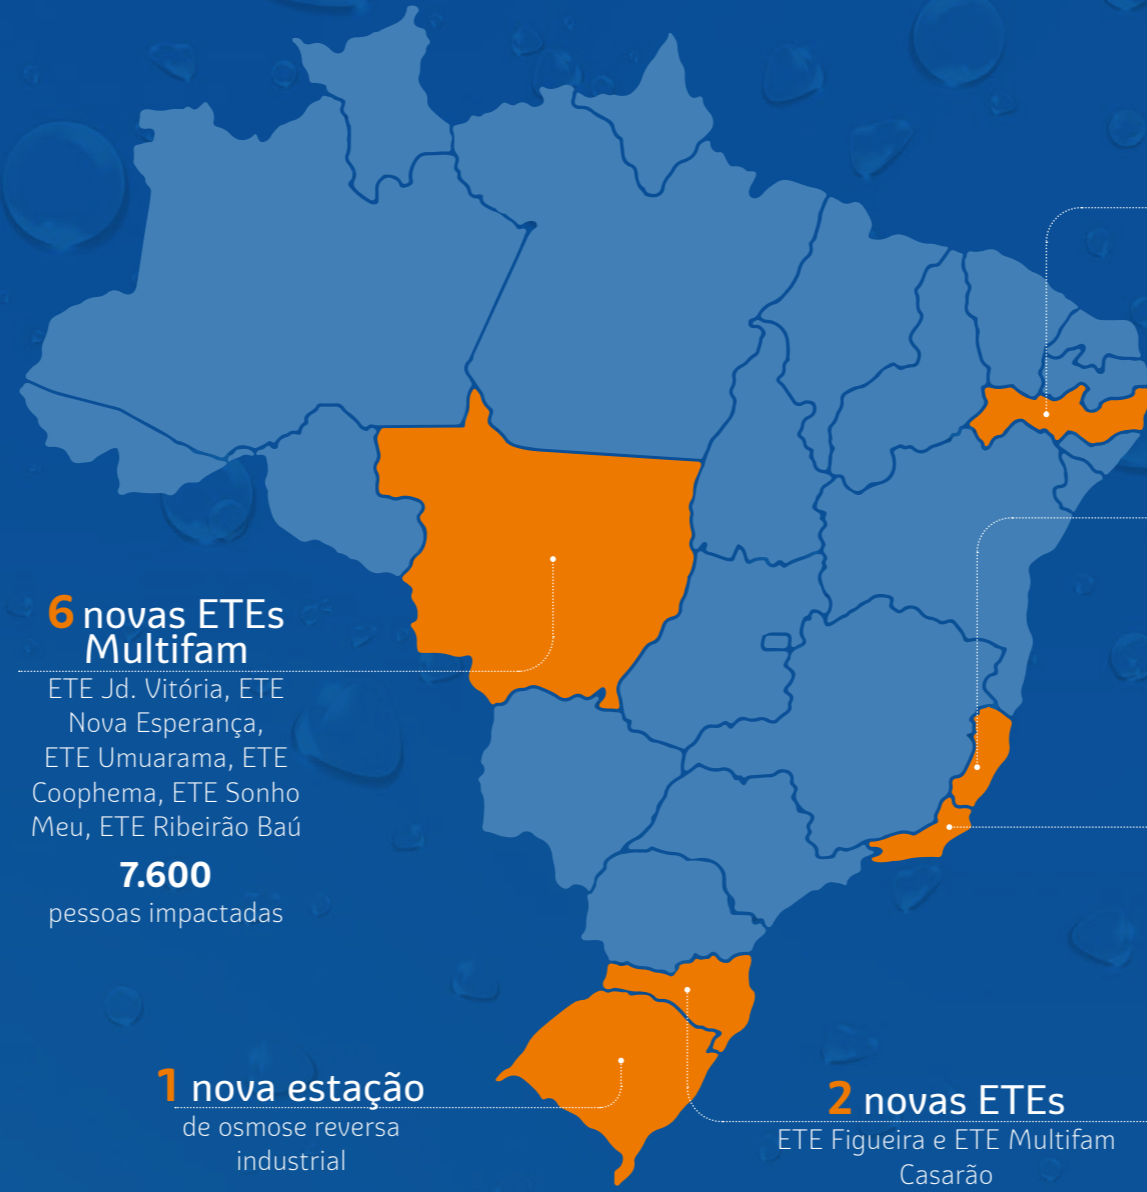 6 novas ETEs
Multifam
ETE Jd. Vitória, ETE
Nova Esperança,
ETE Umuarama, ETE
Coophema, ETE Sonho
Meu, ETE Ribeirão Baú
7.600
pessoas impactadas
1 nova estação
de osmose reversa
industrial
2 novas ETEs
ETE Figueira e ETE Multifam
Casarão